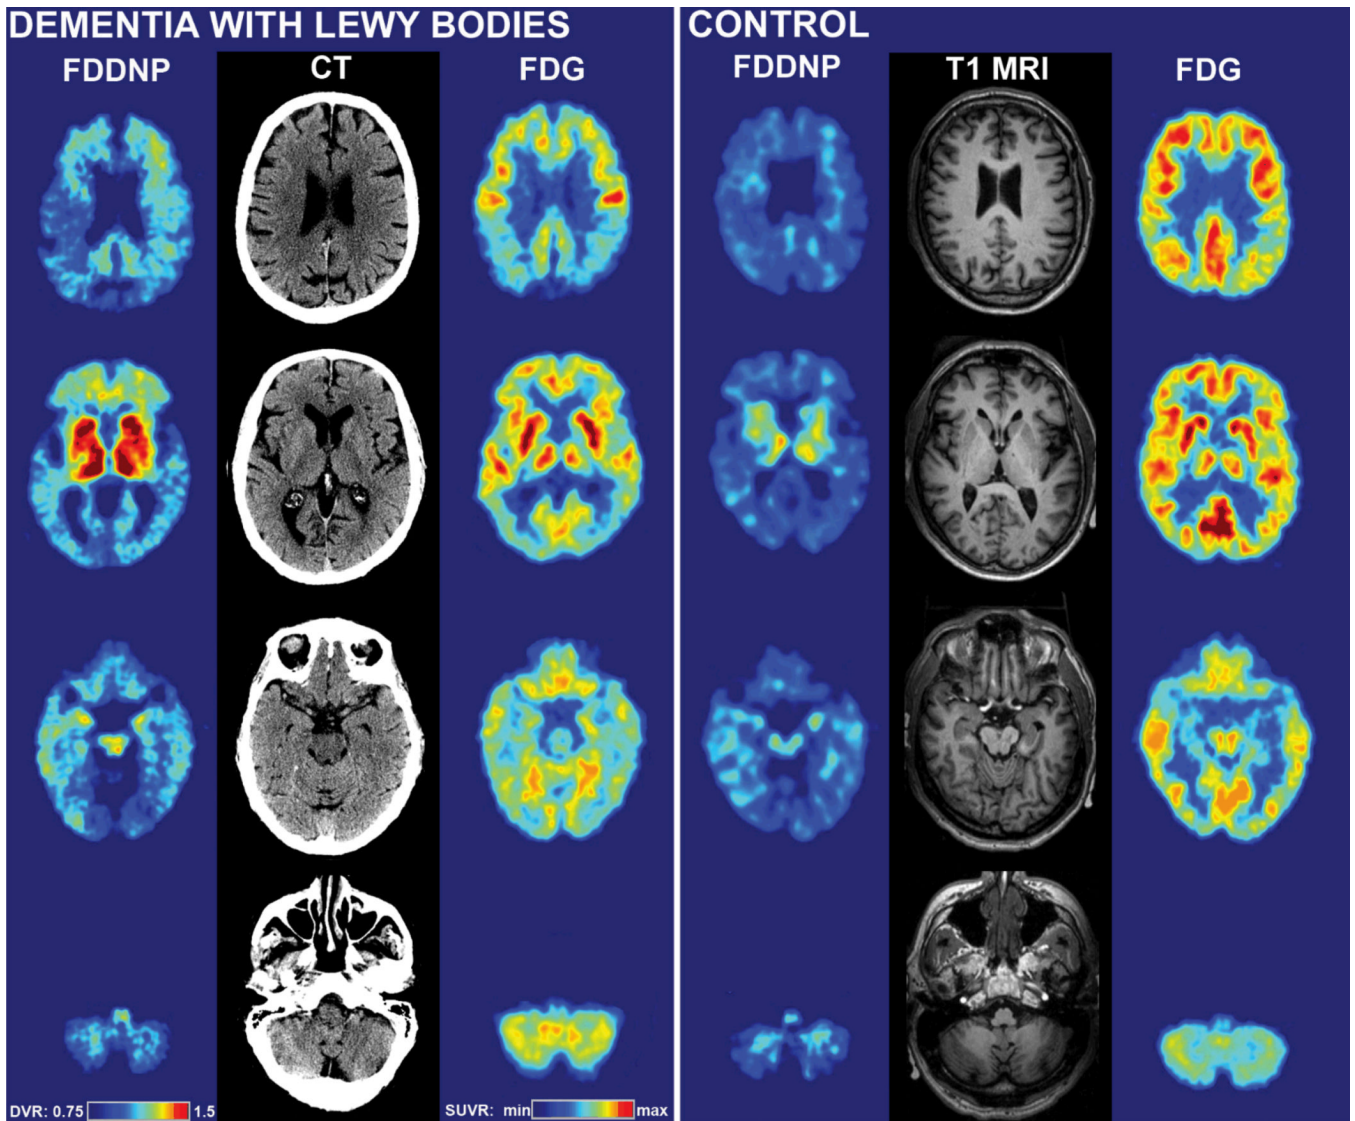 DEMENTIA WITH LEWY BODIES
CONTROL
FDDNP
CT
FDG
FDDNP
T1 MRI
FDG
DVR: 0.75
1.5
SUVR: min
max